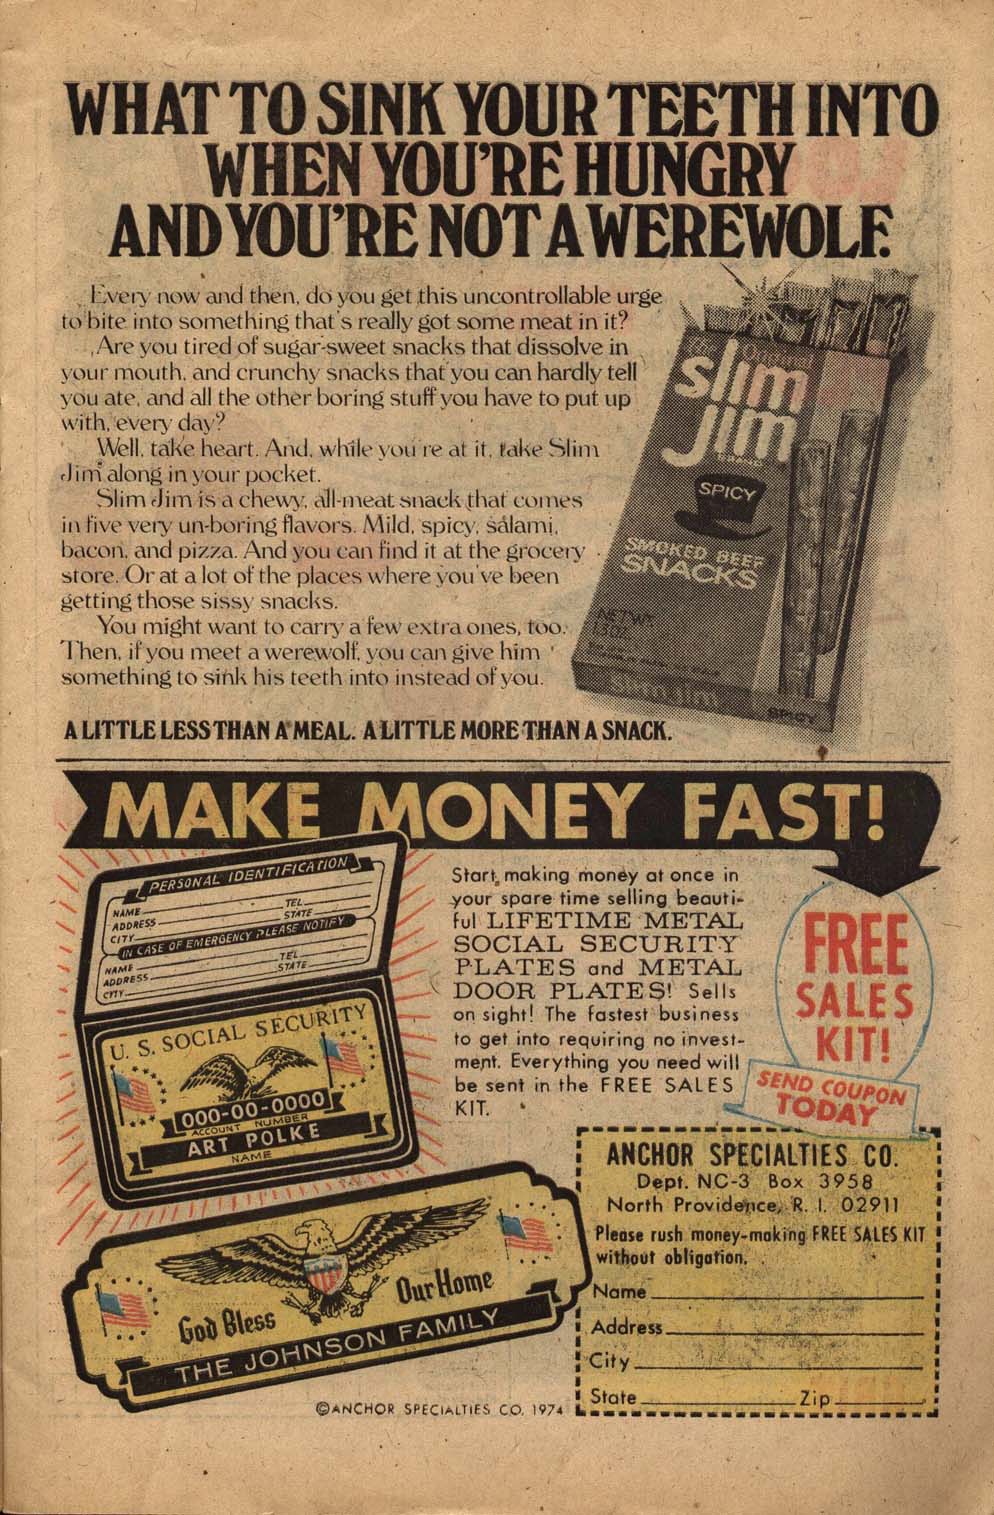 WHAT TO SINK YOUR TEETH INTO
WHEN YOU'RE HUNGRY
AND YOU'RE NOT A WEREWOLF.
Every now and then, do you get this uncontrollable urge
to bite into something that's really got some meat in it?
Are you tired of sugar-sweet snacks that dissolve in
your mouth, and crunchy snacks that you can hardly tell
you ate, and all the other boring stuff you have to put up
with, every day?
Well, take heart. And, while you're at it, take Slim
Jim along in your pocket.
Slim Jim is a chewy, all-meat snack that comes
in five very un-boring flavors. Mild, spicy, salami,
bacon, and pizza. And you can find it at the grocery
store. Or at a lot of the places where you've been
getting those sissy snacks.
You might want to carry a few extra ones, too.
Then, if you meet a werewolf, you can give him
something to sink his teeth into instead of you.
A LITTLE LESS THAN A MEAL. A LITTLE MORE THAN A SNACK.
slim
Jim
BRAND
SPICY
SMOKED BEEF
SNACKS
NET WT.
1.3 OZ.
Slim Jim
SPICY
MAKE MONEY FAST!
PERSONAL IDENTIFICATION
NAME TEL.
ADDRESS STATE
CITY
IN CASE OF EMERGENCY PLEASE NOTIFY
NAME TEL.
ADDRESS STATE
CITY
U. S. SOCIAL SECURITY
000-00-0000
ACCOUNT NUMBER
ART POLKE
NAME
Start making money at once in
your spare time selling beauti-
ful LIFETIME METAL
SOCIAL SECURITY
PLATES and METAL
DOOR PLATES! Sells
on sight! The fastest business
to get into requiring no invest-
ment. Everything you need will
be sent in the FREE SALES
KIT.
FREE
SALES
KIT!
SEND COUPON
TODAY
God Bless Our Home
THE JOHNSON FAMILY
©ANCHOR SPECIALTIES CO. 1974
ANCHOR SPECIALTIES CO.
Dept. NC-3 Box 3958
North Providence, R. I. 02911
Please rush money-making FREE SALES KIT
without obligation.
Name
Address
City
State Zip